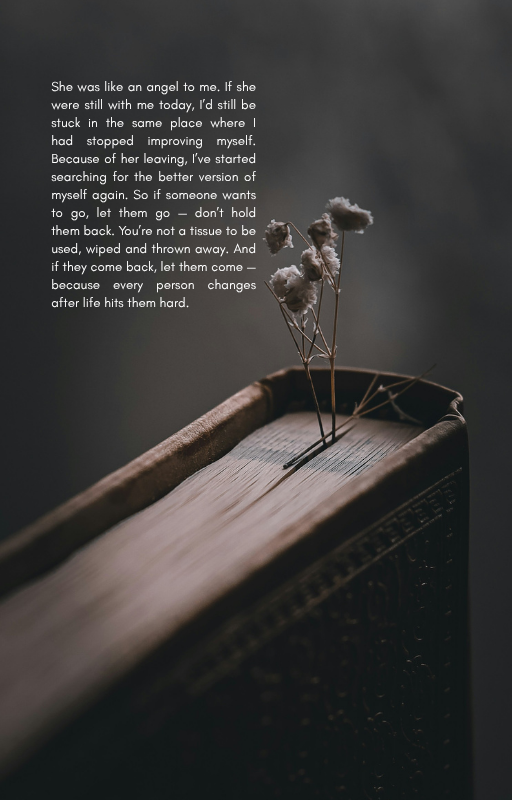 She was like an angel to me. If she
were still with me today, I'd still be
stuck in the same place where I
had stopped improving myself.
Because of her leaving, I've started
searching for the better version of
myself again. So if someone wants
to go, let them go — don't hold
them back. You're not a tissue to be
used, wiped and thrown away. And
if they come back, let them come —
because every person changes
after life hits them hard.